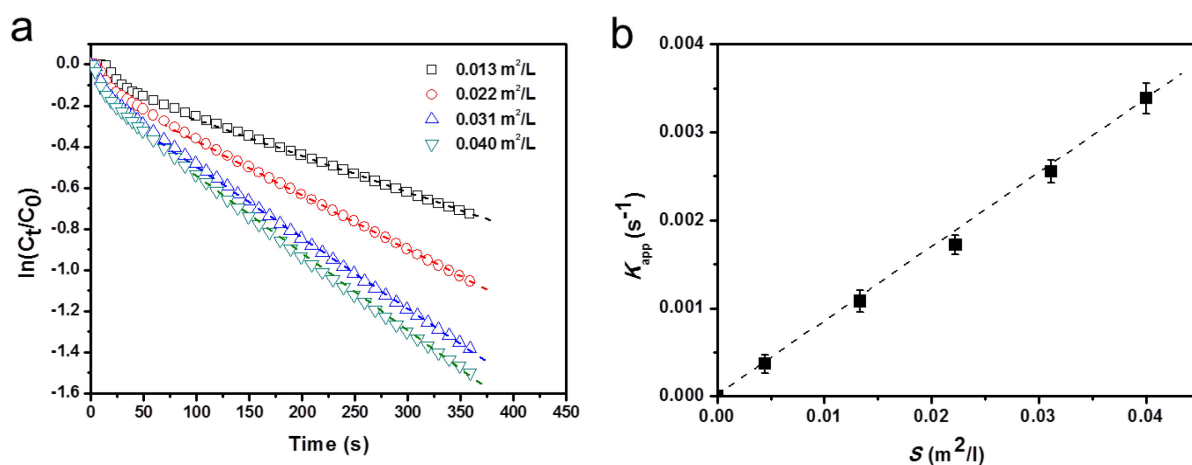 a
ln(Cₜ/C₀)
0.0
-0.2
-0.4
-0.6
-0.8
-1.0
-1.2
-1.4
-1.6
0.013 m²/L
0.022 m²/L
0.031 m²/L
0.040 m²/L
0 50 100 150 200 250 300 350 400 450
Time (s)
b
Kapp (s⁻¹)
0.004
0.003
0.002
0.001
0.000
0.00 0.01 0.02 0.03 0.04
S (m²/l)